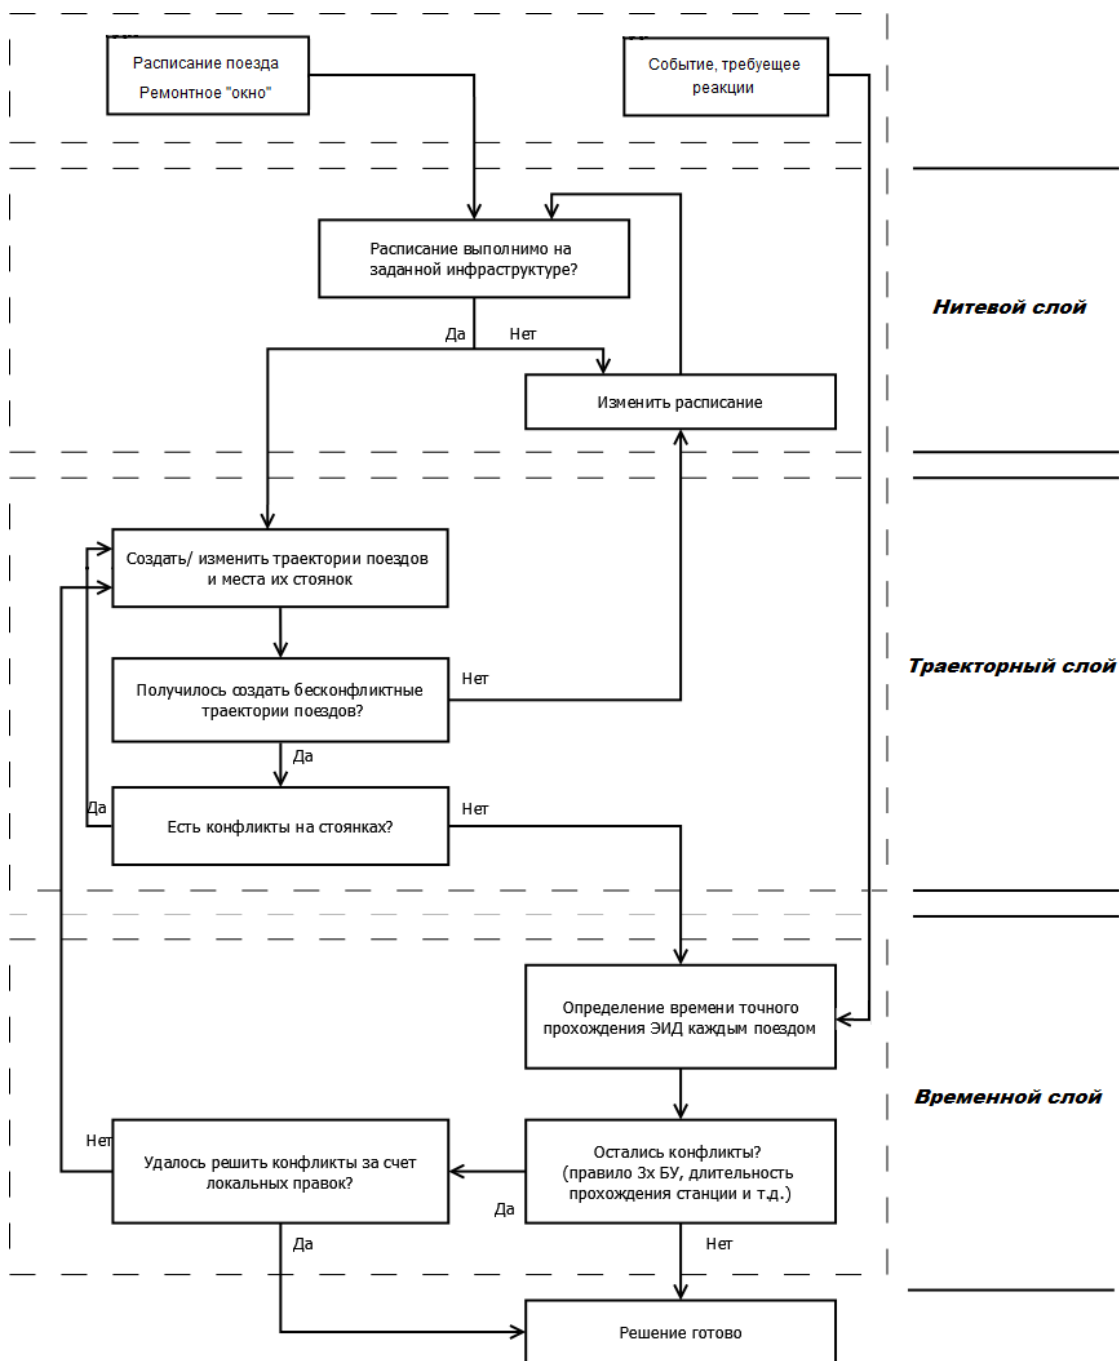 Расписание поезда
Ремонтное "окно"
Событие, требующее
реакции
Расписание выполнимо на
заданной инфраструктуре?
Да
Нет
Нитевой слой
Изменить расписание
Создать/ изменить траектории поездов
и места их стоянок
Траекторный слой
Получилось создать бесконфликтные
траектории поездов?
Нет
Да
Есть конфликты на стоянках?
Да
Нет
Определение времени точного
прохождения ЭИД каждым поездом
Временной слой
Остались конфликты?
(правило 3х БУ, длительность
прохождения станции и т.д.)
Удалось решить конфликты за счет
локальных правок?
Нет
Да
Да
Нет
Решение готово